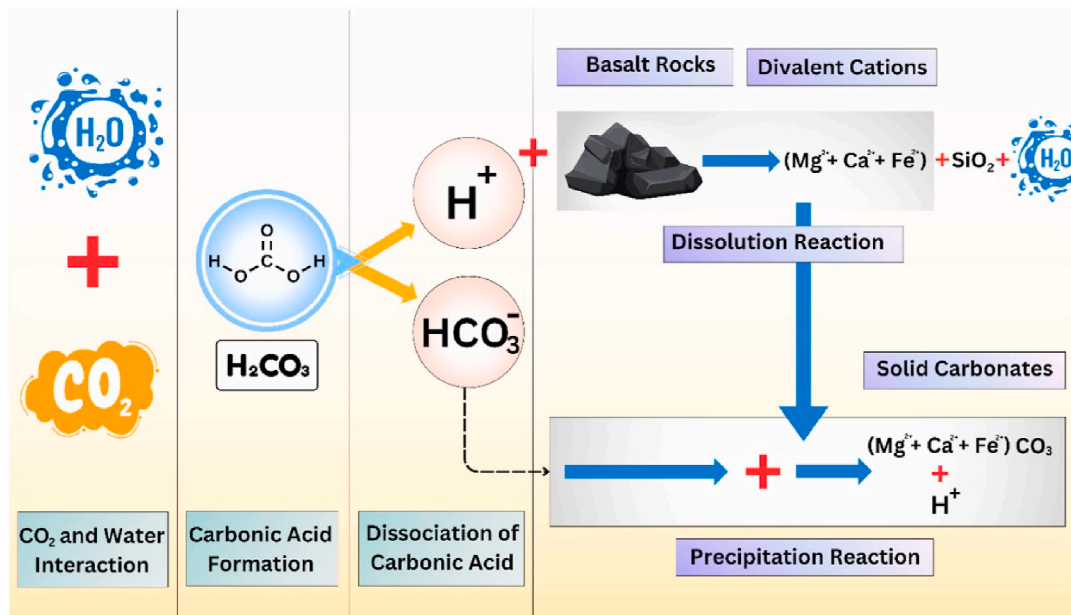 H₂O
+
CO₂
CO₂ and Water
Interaction
O
H O C O H
H₂CO₃
Carbonic Acid
Formation
H⁺
HCO₃⁻
Dissociation of
Carbonic Acid
+
Basalt Rocks
Divalent Cations
(Mg²⁺+ Ca²⁺+ Fe²⁺) +SiO₂+ H₂O
Dissolution Reaction
Solid Carbonates
+
(Mg²⁺+ Ca²⁺+ Fe²⁺) CO₃
+
H⁺
Precipitation Reaction